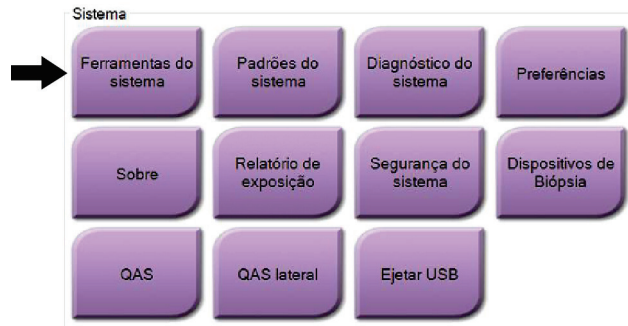 Sistema
Ferramentas do
sistema
Padrões do
sistema
Diagnóstico do
sistema
Preferências
Sobre
Relatório de
exposição
Segurança do
sistema
Dispositivos de
Biópsia
QAS
QAS lateral
Ejetar USB